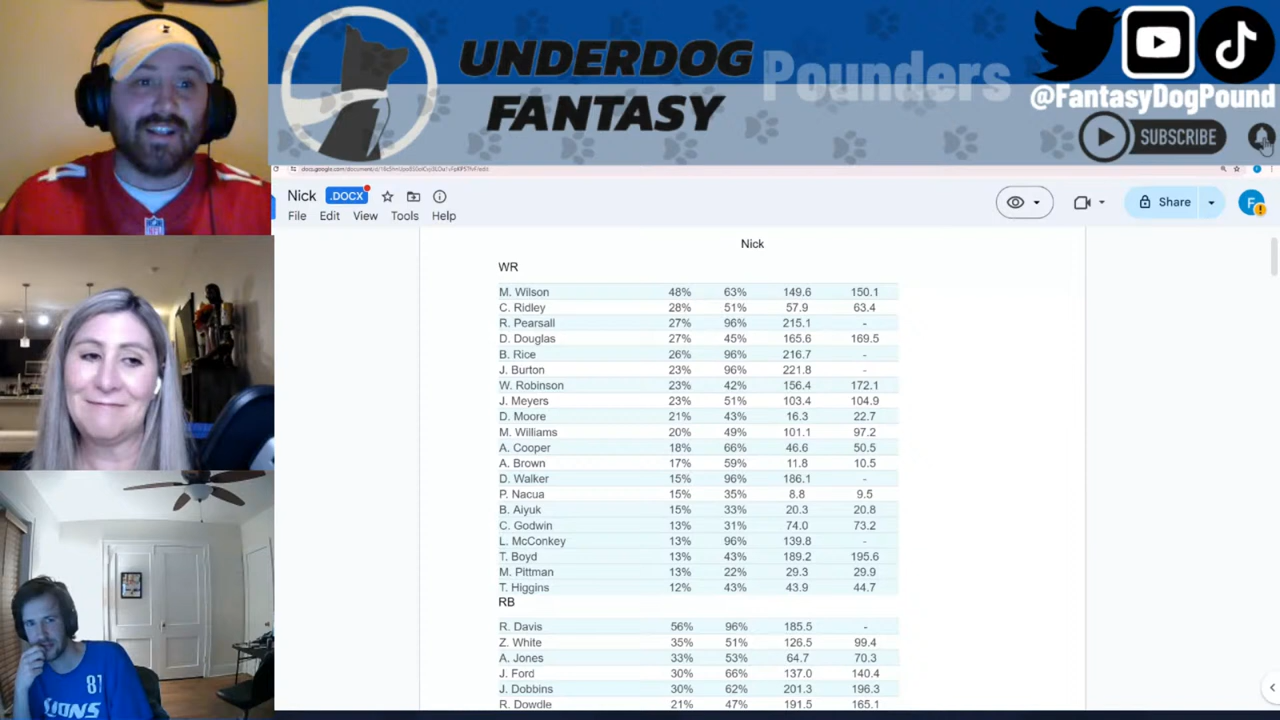 UNDERDOG
FANTASY
Pounders
@FantasyDogPound
SUBSCRIBE
Nick .DOCX
File Edit View Tools Help
Share
F
Nick
WR
M. Wilson 48% 63% 149.6 150.1
C. Ridley 28% 51% 57.9 63.4
R. Pearsall 27% 96% 215.1 -
D. Douglas 27% 45% 165.6 169.5
B. Rice 26% 96% 216.7 -
J. Burton 23% 96% 221.8 -
W. Robinson 23% 42% 156.4 172.1
J. Meyers 23% 51% 103.4 104.9
D. Moore 21% 43% 16.3 22.7
M. Williams 20% 49% 101.1 97.2
A. Cooper 18% 66% 46.6 50.5
A. Brown 17% 59% 11.8 10.5
D. Walker 15% 96% 186.1 -
P. Nacua 15% 35% 8.8 9.5
B. Aiyuk 15% 33% 20.3 20.8
C. Godwin 13% 31% 74.0 73.2
L. McConkey 13% 96% 139.8 -
T. Boyd 13% 43% 189.2 195.6
M. Pittman 13% 22% 29.3 29.9
T. Higgins 12% 43% 43.9 44.7
RB
R. Davis 56% 96% 185.5 -
Z. White 35% 51% 126.5 99.4
A. Jones 33% 53% 64.7 70.3
J. Ford 30% 66% 137.0 140.4
J. Dobbins 30% 62% 201.3 196.3
R. Dowdle 21% 47% 191.5 165.1
81
LIONS